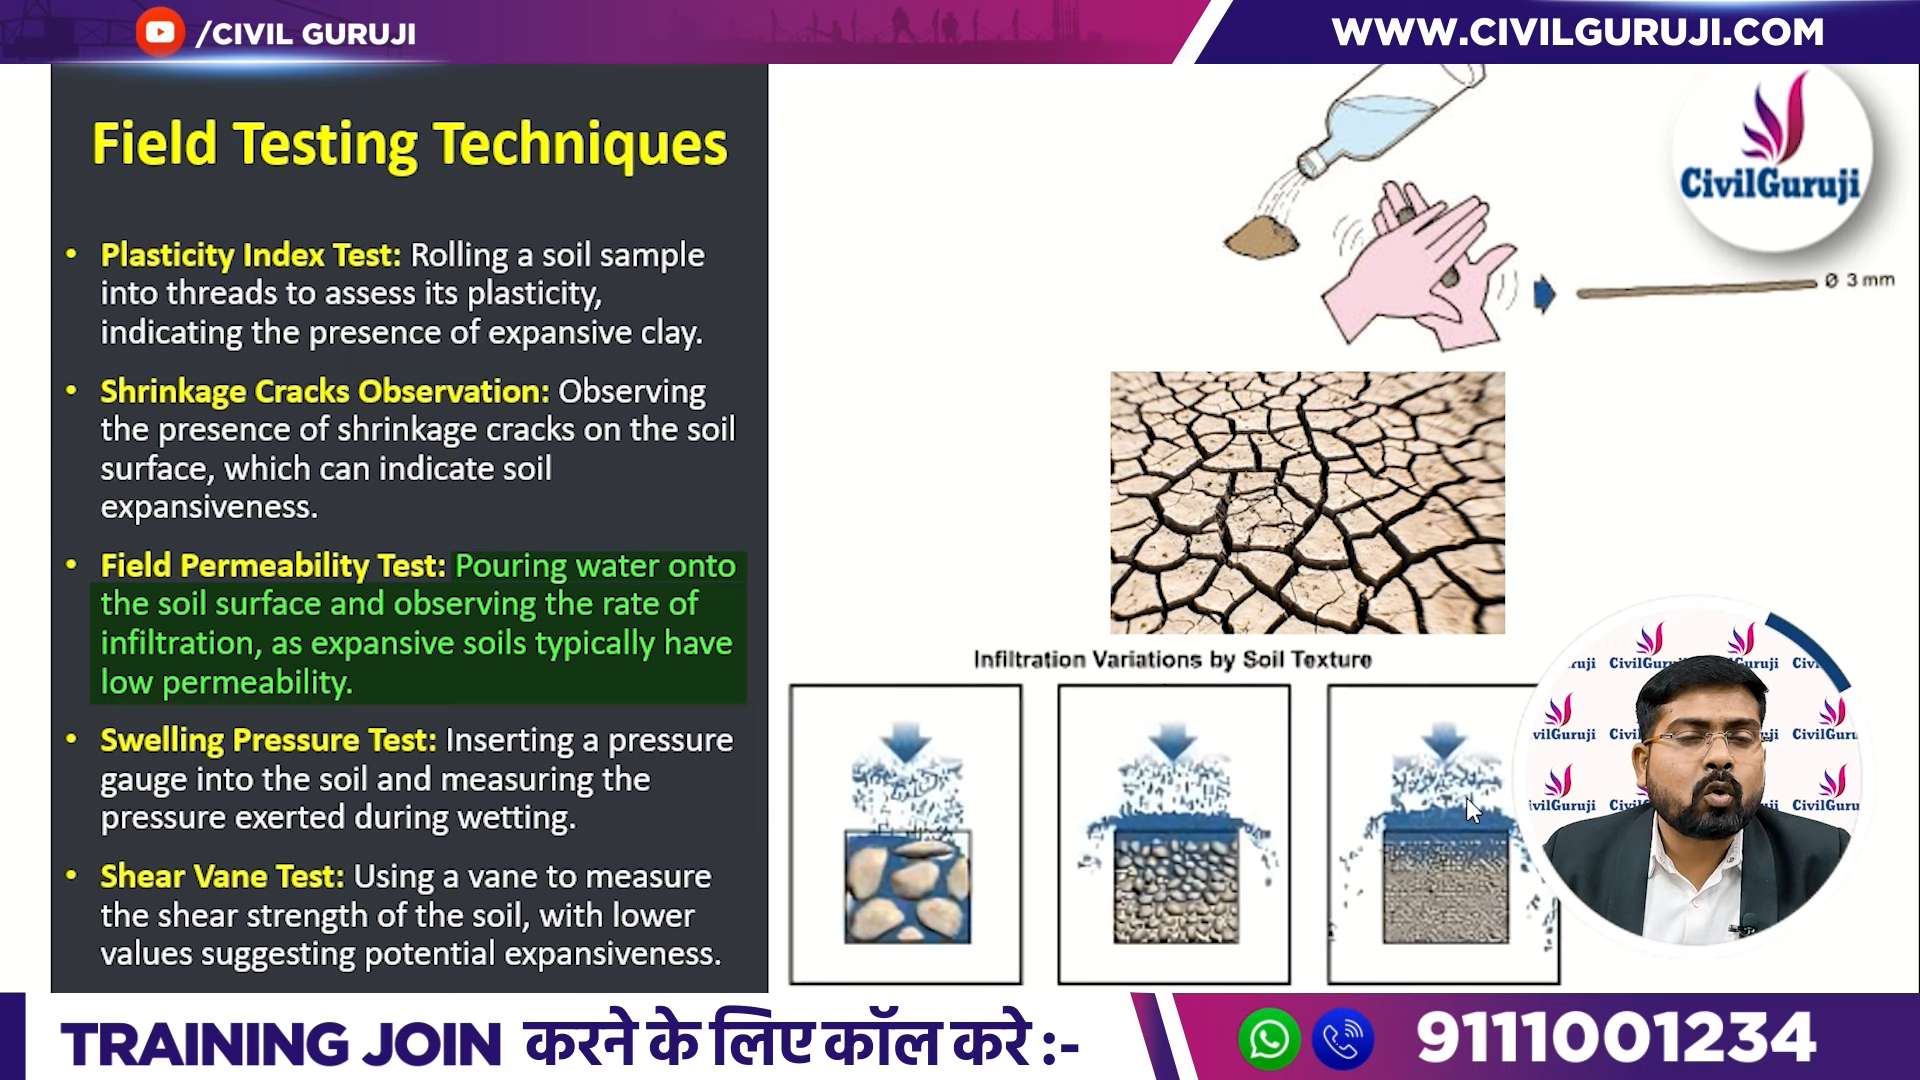 /CIVIL GURUJI
WWW.CIVILGURUJI.COM
Field Testing Techniques
CivilGuruji
• Plasticity Index Test: Rolling a soil sample
into threads to assess its plasticity,
indicating the presence of expansive clay.
Ø 3 mm
• Shrinkage Cracks Observation: Observing
the presence of shrinkage cracks on the soil
surface, which can indicate soil
expansiveness.
• Field Permeability Test: Pouring water onto
the soil surface and observing the rate of
infiltration, as expansive soils typically have
low permeability.
• Swelling Pressure Test: Inserting a pressure
gauge into the soil and measuring the
pressure exerted during wetting.
• Shear Vane Test: Using a vane to measure
the shear strength of the soil, with lower
values suggesting potential expansiveness.
Infiltration Variations by Soil Texture
TRAINING JOIN करने के लिए कॉल करे :-
9111001234